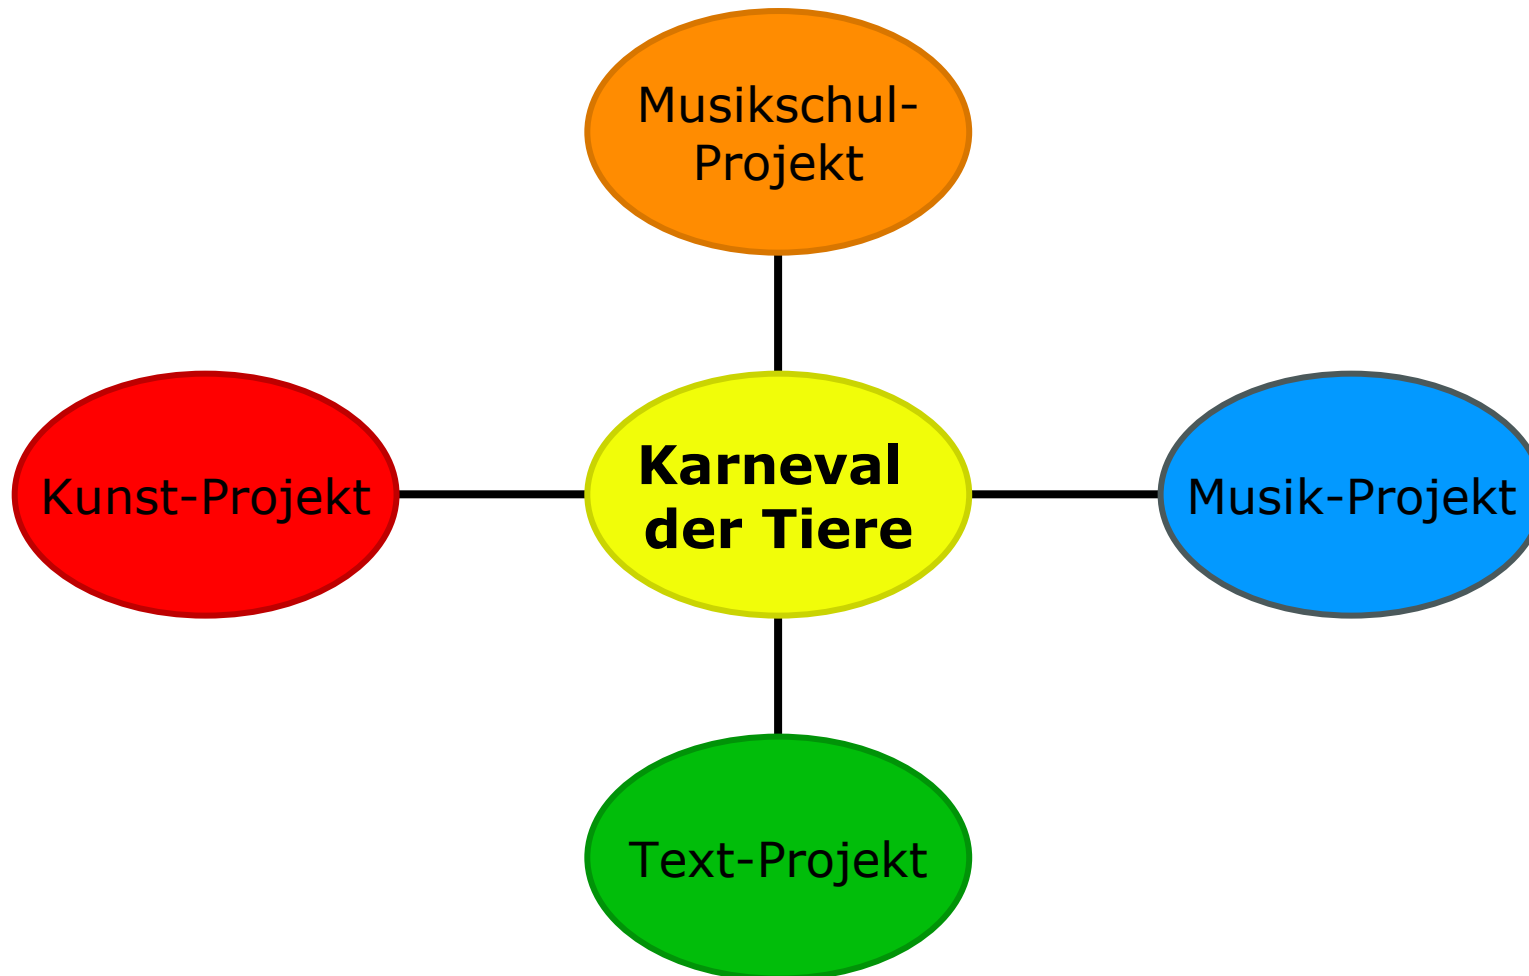 Musikschul-
Projekt
Kunst-Projekt
Karneval
der Tiere
Musik-Projekt
Text-Projekt